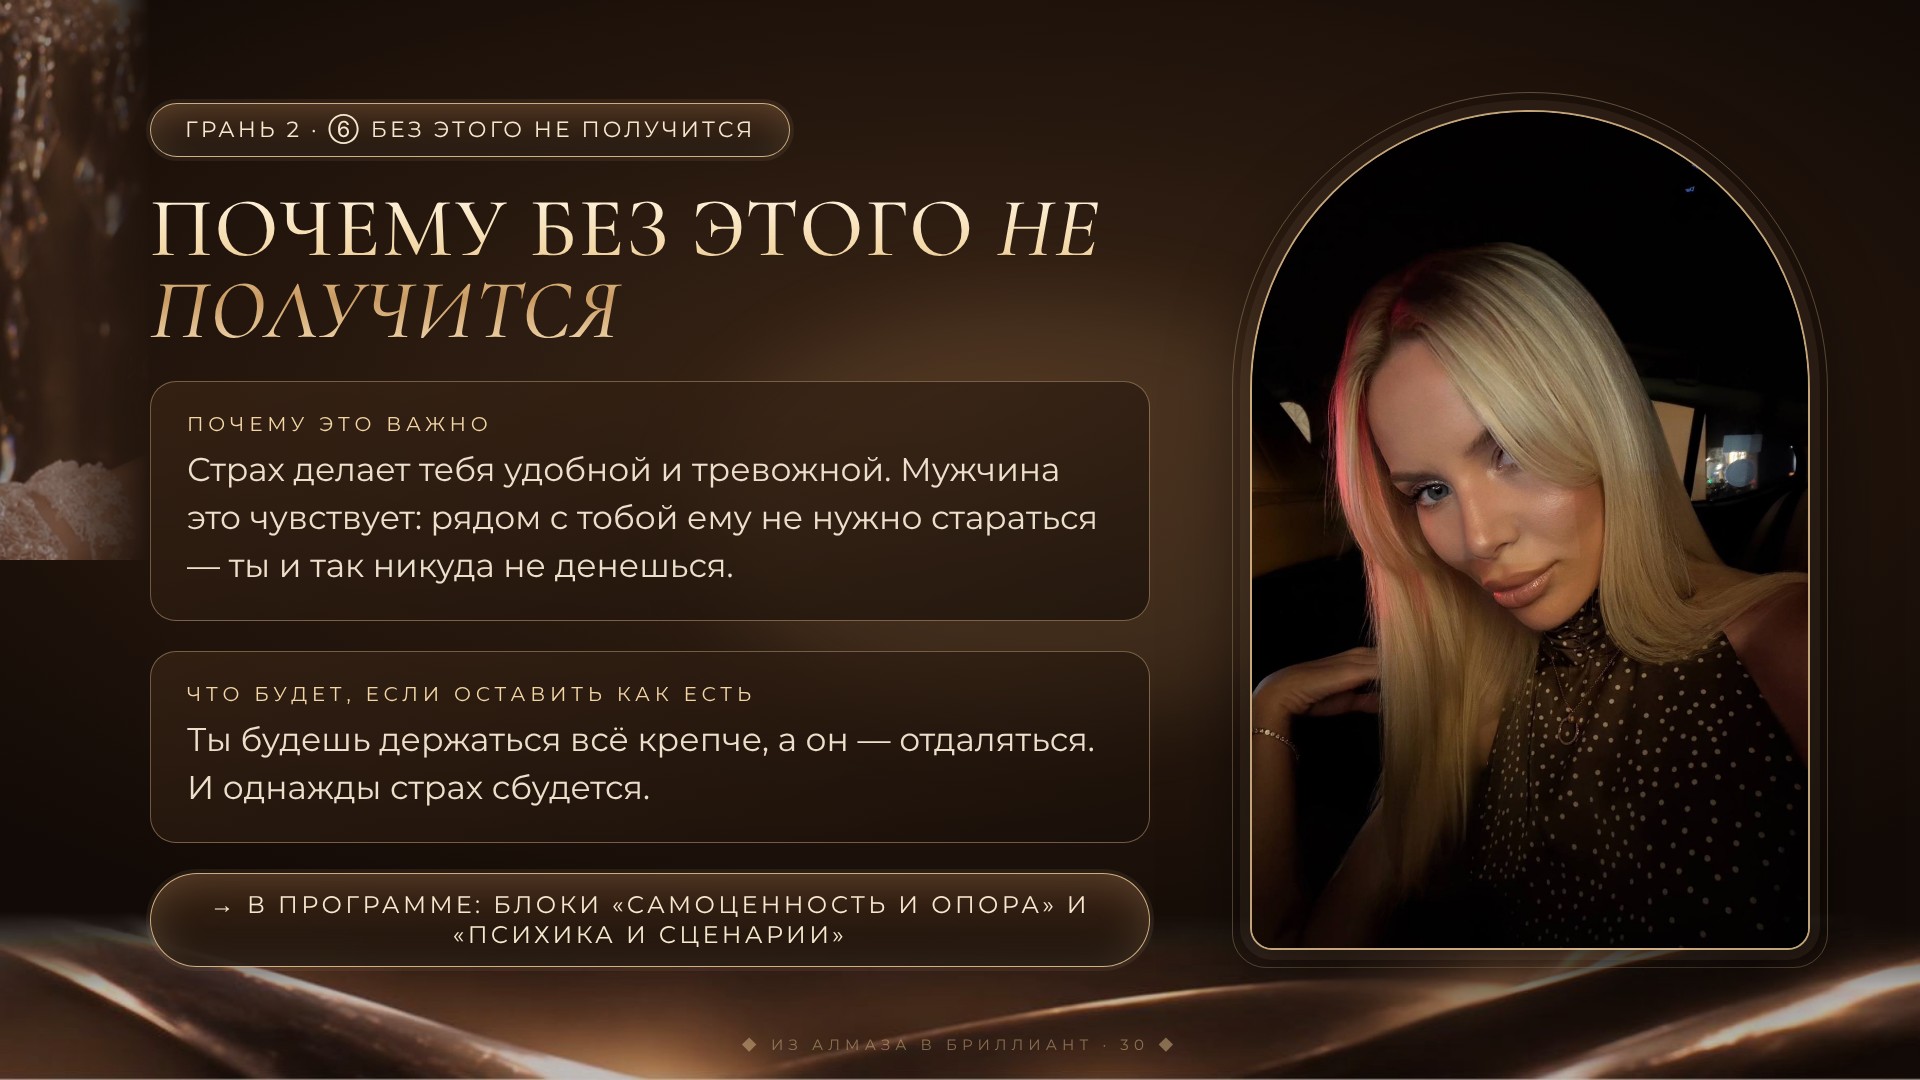 ГРАНЬ 2 · ⑥ БЕЗ ЭТОГО НЕ ПОЛУЧИТСЯ
ПОЧЕМУ БЕЗ ЭТОГО НЕ
ПОЛУЧИТСЯ
ПОЧЕМУ ЭТО ВАЖНО
Страх делает тебя удобной и тревожной. Мужчина
это чувствует: рядом с тобой ему не нужно стараться
— ты и так никуда не денешься.
ЧТО БУДЕТ, ЕСЛИ ОСТАВИТЬ КАК ЕСТЬ
Ты будешь держаться всё крепче, а он — отдаляться.
И однажды страх сбудется.
→ В ПРОГРАММЕ: БЛОКИ «САМОЦЕННОСТЬ И ОПОРА» И
«ПСИХИКА И СЦЕНАРИИ»
◆ ИЗ АЛМАЗА В БРИЛЛИАНТ · 30 ◆